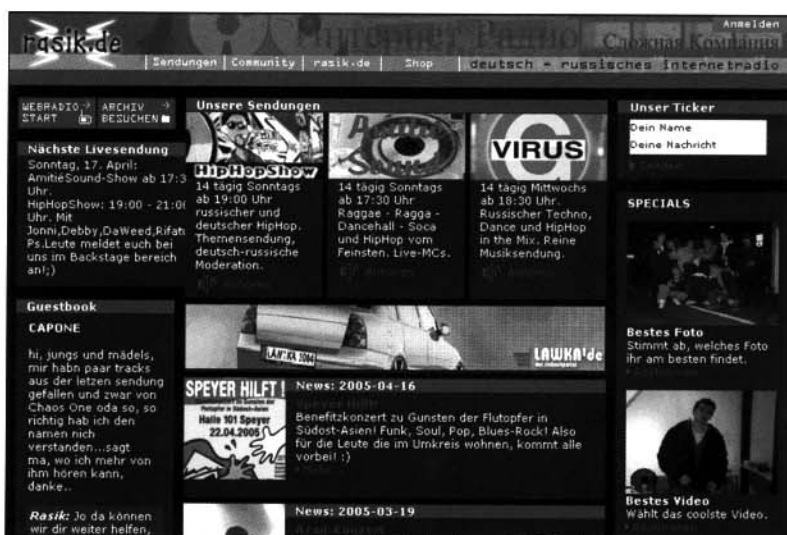 Anmelden
rasik.de
Интернет Радио
Сложная Компания
Sendungen | Community | rasik.de | Shop
deutsch - russisches internetradio
WEBRADIO
START
ARCHIV
BESUCHEN
Nächste Livesendung
Sonntag, 17. April:
AmitiéSound-Show ab 17:3
Uhr.
HipHopShow: 19:00 - 21:00
Uhr. Mit
Jonni,Debby,DaWeed,Rifat
Ps.Leute meldet euch bei
uns im Backstage bereich
an!;)
Guestbook
CAPONE
hi, jungs und mädels,
mir habn paar tracks
aus der letzen sendung
gefallen und zwar von
Chaos One oda so, so
richtig hab ich den
namen nich
verstanden...sagt
ma, wo ich mehr von
ihm hören kann,
danke..
Rasik: Jo da können
wir dir weiter helfen,
Unsere Sendungen
HipHopShow
14 tägig Sonntags
ab 19:00 Uhr
russischer und
deutscher HipHop.
Themensendung,
deutsch-russische
Moderation.
Amitié
Sound
14 tägig Sonntags
ab 17:30 Uhr
Raggae - Ragga -
Dancehall - Soca
und HipHop vom
Feinsten. Live-MCs.
VIRUS
14 tägig Mittwochs
ab 18:30 Uhr.
Russischer Techno,
Dance und HipHop
in the Mix. Reine
Musiksendung.
LAWKA'de
SPEYER HILFT !
Halle 101 Speyer
22.04.2005
News: 2005-04-16
Speyer Hilft
Benefitzkonzert zu Gunsten der Flutopfer in
Südost-Asien! Funk, Soul, Pop, Blues-Rock! Also
für die Leute die im Umkreis wohnen, kommt alle
vorbei! :)
News: 2005-03-19
Unser Ticker
Dein Name
Deine Nachricht
SPECIALS
Bestes Foto
Stimmt ab, welches Foto
ihr am besten findet.
Bestes Video
Wählt das coolste Video.